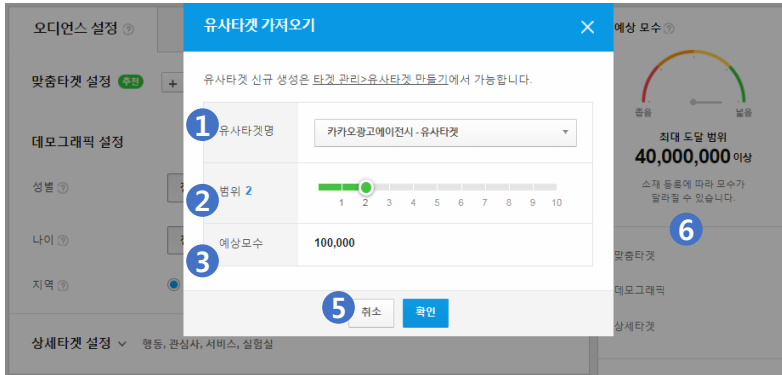 오디언스 설정 ?
맞춤타겟 설정 추천 +
데모그래픽 설정
성별 ?
나이 ?
지역 ?
상세타겟 설정 행동, 관심사, 서비스, 실험실
유사타겟 가져오기 ×
유사타겟 신규 생성은 타겟 관리>유사타겟 만들기에서 가능합니다.
1 유사타겟명 카카오광고에이전시 - 유사타겟
2 범위 2
1 2 3 4 5 6 7 8 9 10
3 예상모수 100,000
5 취소 확인
예상 모수 ?
좁음 넓음
최대 도달 범위
40,000,000 이상
소재 등록에 따라 모수가
달라질 수 있습니다.
6
맞춤타겟
데모그래픽
상세타겟